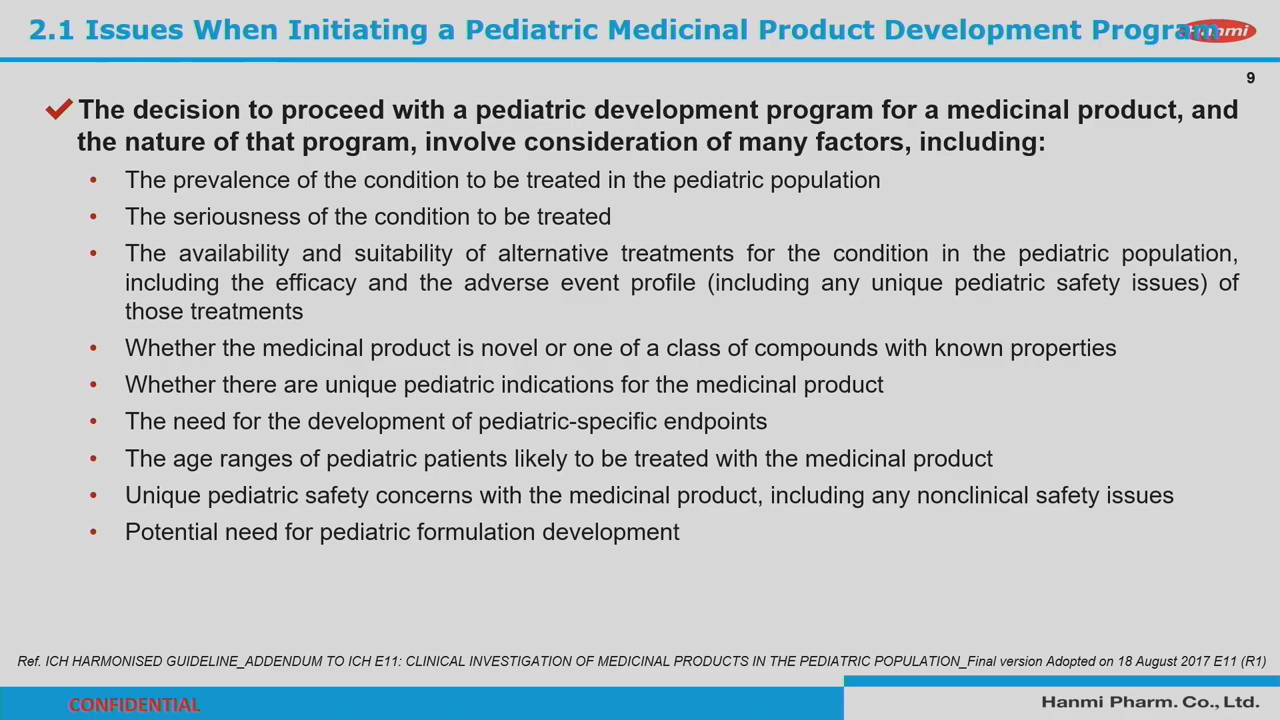 2.1 Issues When Initiating a Pediatric Medicinal Product Development Program
Hanmi
9
The decision to proceed with a pediatric development program for a medicinal product, and
the nature of that program, involve consideration of many factors, including:
• The prevalence of the condition to be treated in the pediatric population
• The seriousness of the condition to be treated
• The availability and suitability of alternative treatments for the condition in the pediatric population,
including the efficacy and the adverse event profile (including any unique pediatric safety issues) of
those treatments
• Whether the medicinal product is novel or one of a class of compounds with known properties
• Whether there are unique pediatric indications for the medicinal product
• The need for the development of pediatric-specific endpoints
• The age ranges of pediatric patients likely to be treated with the medicinal product
• Unique pediatric safety concerns with the medicinal product, including any nonclinical safety issues
• Potential need for pediatric formulation development
Ref. ICH HARMONISED GUIDELINE_ADDENDUM TO ICH E11: CLINICAL INVESTIGATION OF MEDICINAL PRODUCTS IN THE PEDIATRIC POPULATION_Final version Adopted on 18 August 2017 E11 (R1)
CONFIDENTIAL
Hanmi Pharm. Co., Ltd.